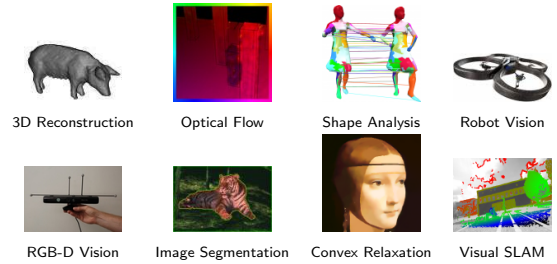 3D Reconstruction
Optical Flow
Shape Analysis
Robot Vision
RGB-D Vision
Image Segmentation
Convex Relaxation
Visual SLAM